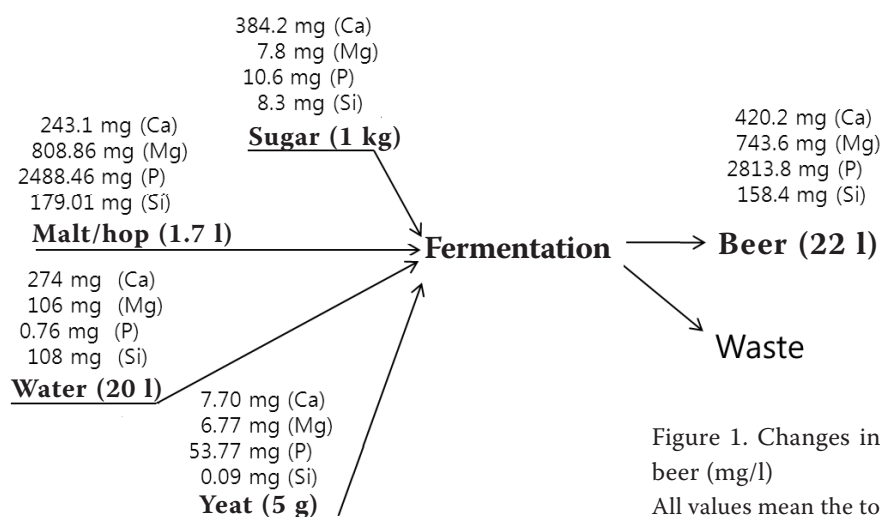 384.2 mg (Ca)
7.8 mg (Mg)
10.6 mg (P)
8.3 mg (Si)
Sugar (1 kg)
243.1 mg (Ca)
808.86 mg (Mg)
2488.46 mg (P)
179.01 mg (Sí)
Malt/hop (1.7 l)
274 mg (Ca)
106 mg (Mg)
0.76 mg (P)
108 mg (Si)
Water (20 l)
7.70 mg (Ca)
6.77 mg (Mg)
53.77 mg (P)
0.09 mg (Si)
Yeat (5 g)
Fermentation
420.2 mg (Ca)
743.6 mg (Mg)
2813.8 mg (P)
158.4 mg (Si)
Beer (22 l)
Waste
Figure 1. Changes in
beer (mg/l)
All values mean the to